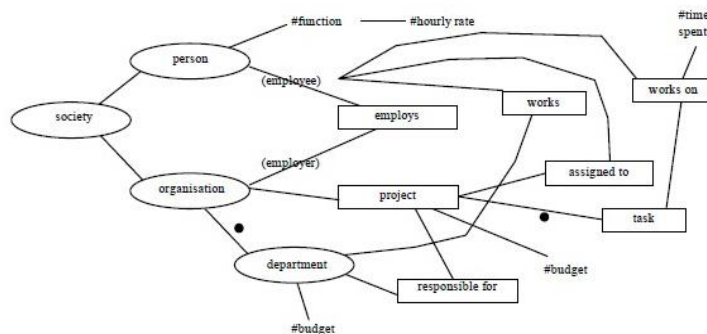 #function
#hourly rate
#time
spent
person
(employee)
works on
works
society
employs
(employer)
assigned to
organisation
project
task
department
#budget
responsible for
#budget